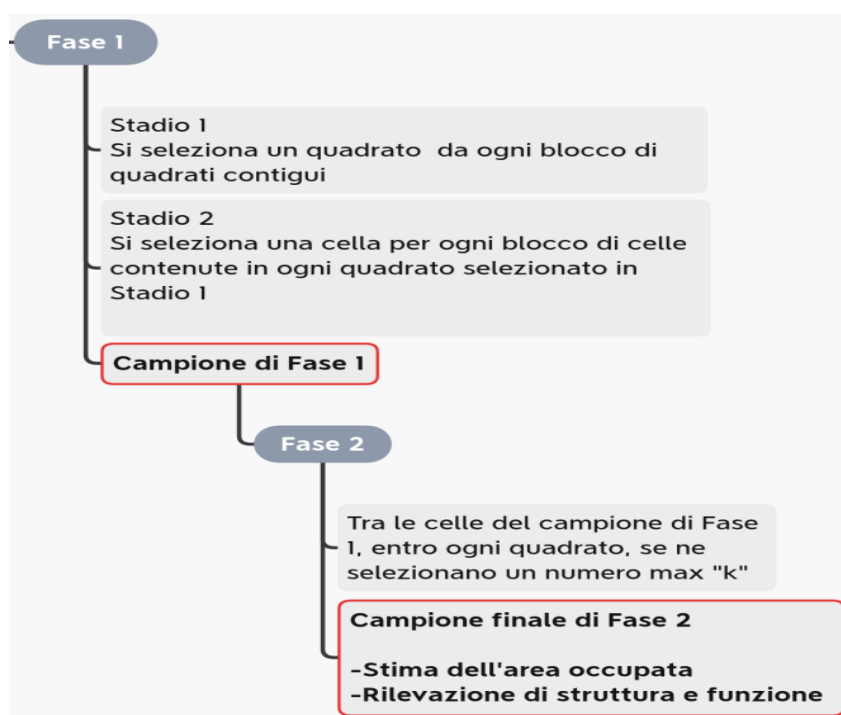 Fase 1
Stadio 1
Si seleziona un quadrato da ogni blocco di
quadrati contigui
Stadio 2
Si seleziona una cella per ogni blocco di celle
contenute in ogni quadrato selezionato in
Stadio 1
Campione di Fase 1
Fase 2
Tra le celle del campione di Fase
1, entro ogni quadrato, se ne
selezionano un numero max "k"
Campione finale di Fase 2
-Stima dell'area occupata
-Rilevazione di struttura e funzione